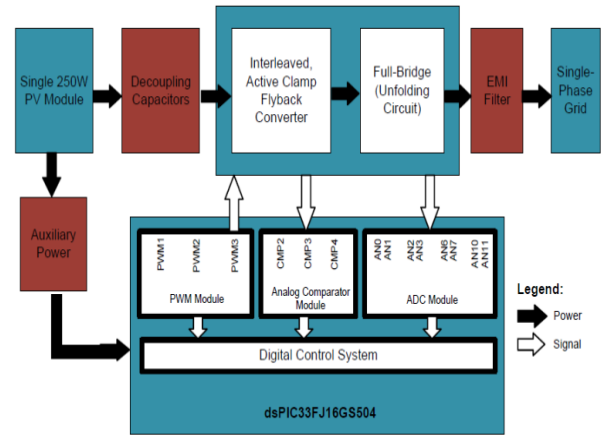 Single 250W
PV Module
Decoupling
Capacitors
Interleaved,
Active Clamp
Flyback
Converter
Full-Bridge
(Unfolding
Circuit)
EMI
Filter
Single-
Phase
Grid
Auxiliary
Power
PWM1
PWM2
PWM3
PWM Module
CMP2
CMP3
CMP4
Analog Comparator
Module
AN0
AN1
AN2
AN3
AN6
AN7
AN10
AN11
ADC Module
Digital Control System
dsPIC33FJ16GS504
Legend:
Power
Signal